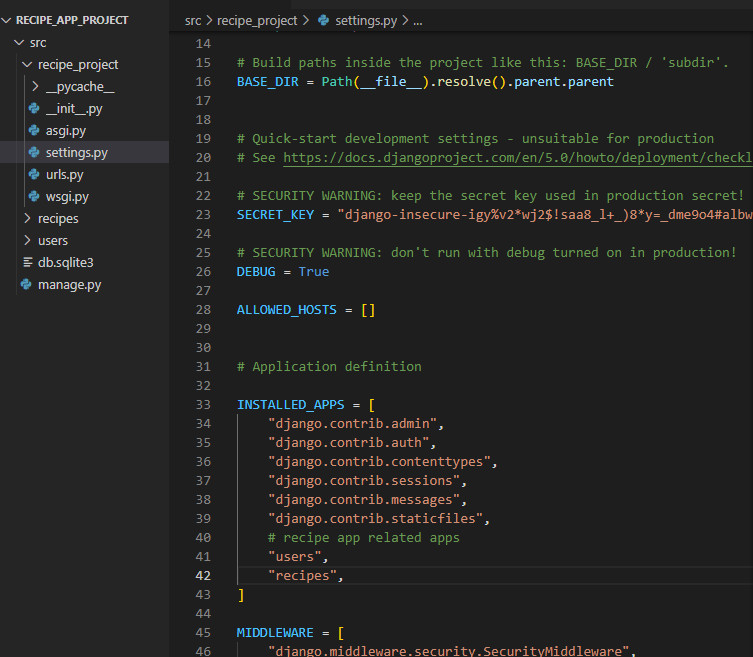 RECIPE_APP_PROJECT
src
recipe_project
__pycache__
__init__.py
asgi.py
settings.py
urls.py
wsgi.py
recipes
users
db.sqlite3
manage.py
src > recipe_project > settings.py > ...
14
15 # Build paths inside the project like this: BASE_DIR / 'subdir'.
16 BASE_DIR = Path(__file__).resolve().parent.parent
17
18
19 # Quick-start development settings - unsuitable for production
20 # See https://docs.djangoproject.com/en/5.0/howto/deployment/checkl
21
22 # SECURITY WARNING: keep the secret key used in production secret!
23 SECRET_KEY = "django-insecure-igy%v2*wj2$!saa8_l+_)8*y=_dme9o4#albw
24
25 # SECURITY WARNING: don't run with debug turned on in production!
26 DEBUG = True
27
28 ALLOWED_HOSTS = []
29
30
31 # Application definition
32
33 INSTALLED_APPS = [
34 "django.contrib.admin",
35 "django.contrib.auth",
36 "django.contrib.contenttypes",
37 "django.contrib.sessions",
38 "django.contrib.messages",
39 "django.contrib.staticfiles",
40 # recipe app related apps
41 "users",
42 "recipes",
43 ]
44
45 MIDDLEWARE = [
46 "django.middleware.security.SecurityMiddleware",